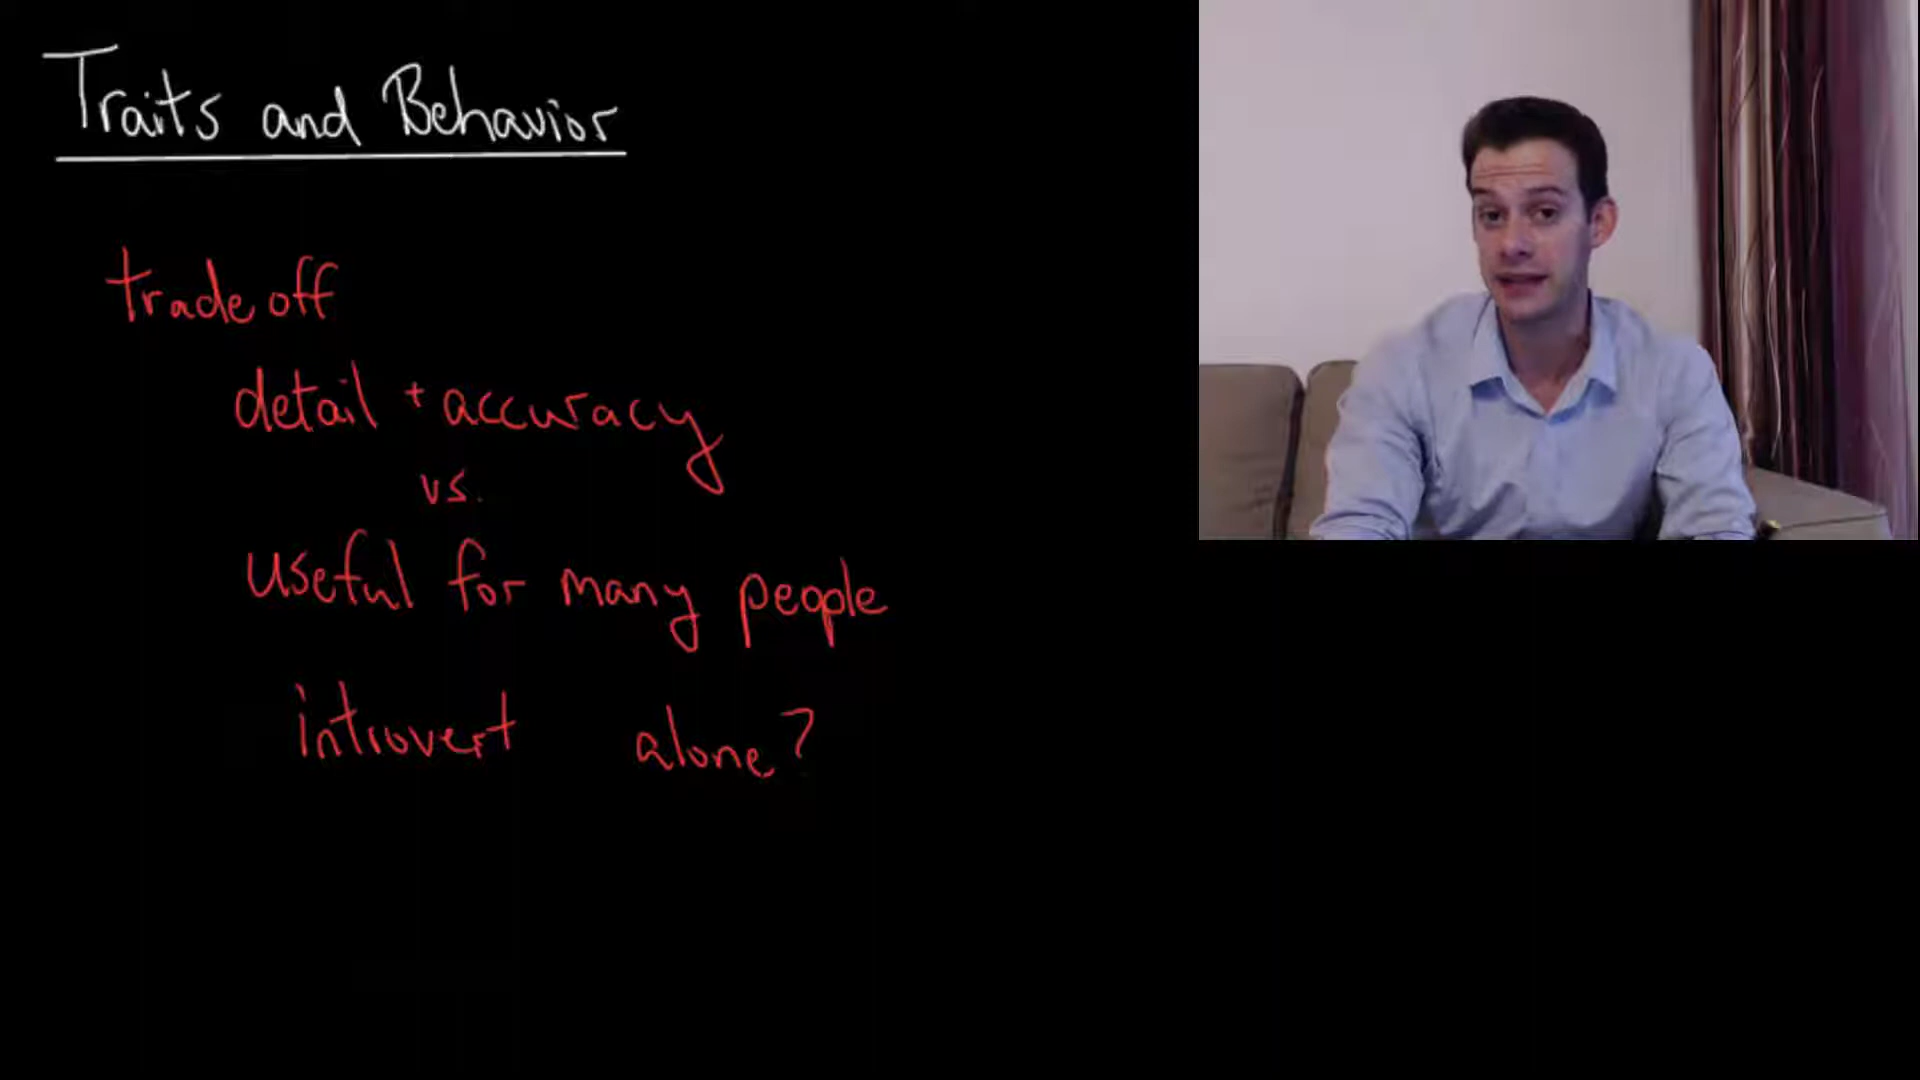 Traits and Behavior
trade off
detail + accuracy
vs.
useful for many people
introvert alone?